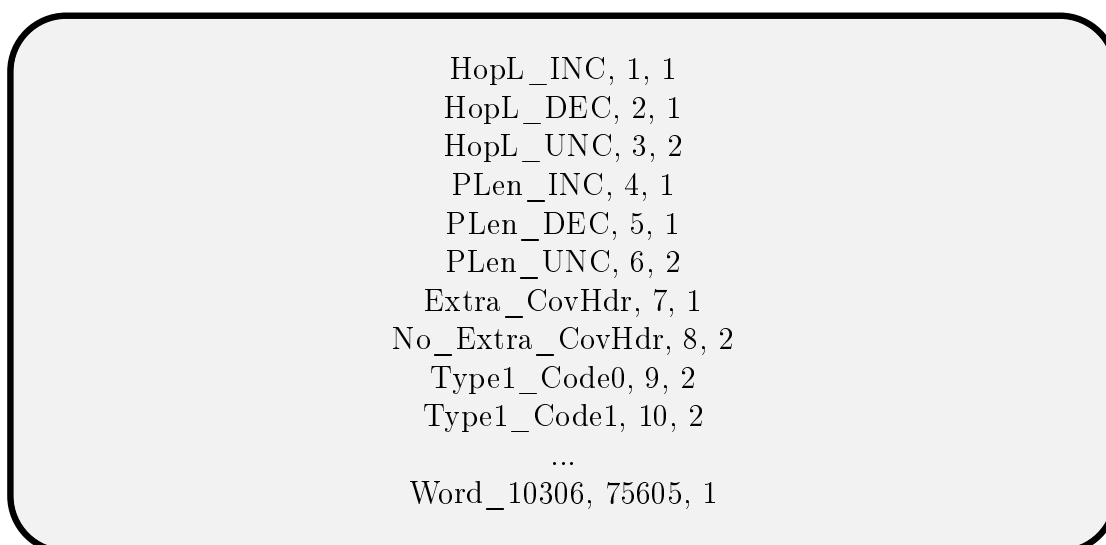 HopL_INC, 1, 1
HopL_DEC, 2, 1
HopL_UNC, 3, 2
PLen_INC, 4, 1
PLen_DEC, 5, 1
PLen_UNC, 6, 2
Extra_CovHdr, 7, 1
No_Extra_CovHdr, 8, 2
Type1_Code0, 9, 2
Type1_Code1, 10, 2
...
Word_10306, 75605, 1